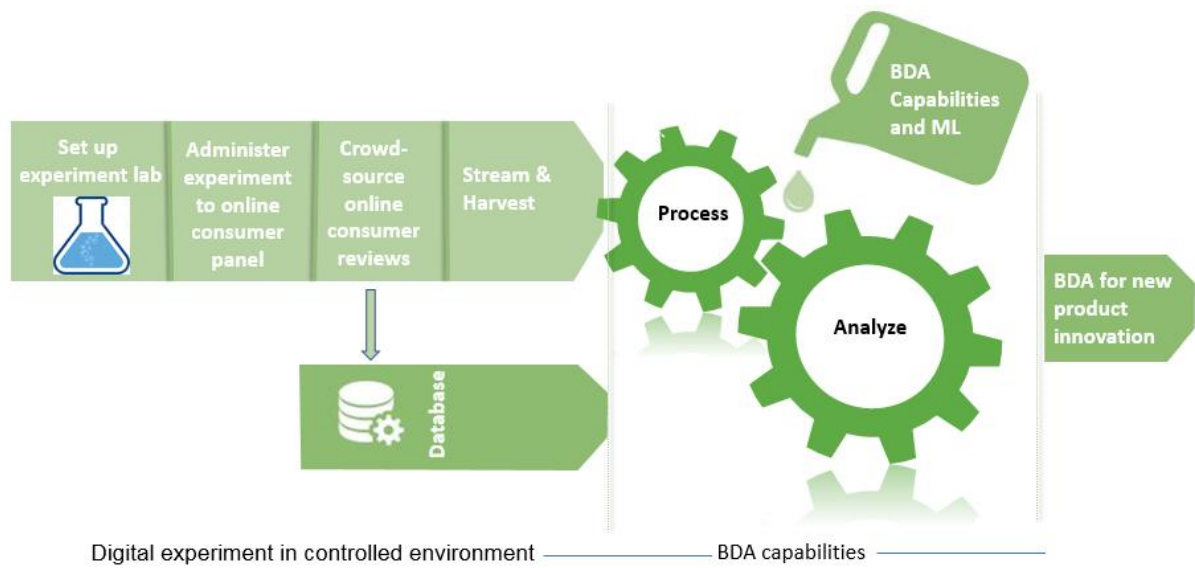 Set up
experiment lab
Administer
experiment
to online
consumer
panel
Crowd-
source
online
consumer
reviews
Stream &
Harvest
Database
Process
Analyze
BDA
Capabilities
and ML
BDA for new
product
innovation
Digital experiment in controlled environment
BDA capabilities